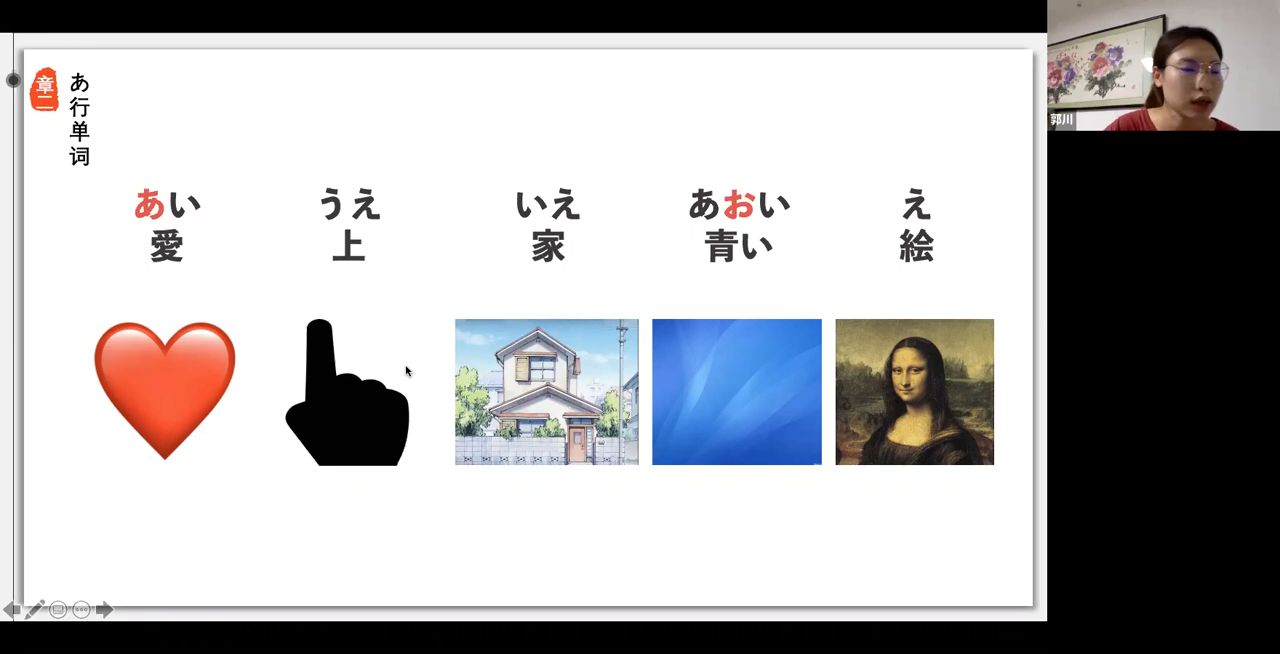 章二
あ行单词
あい
愛
うえ
上
いえ
家
あおい
青い
え
絵
郭川